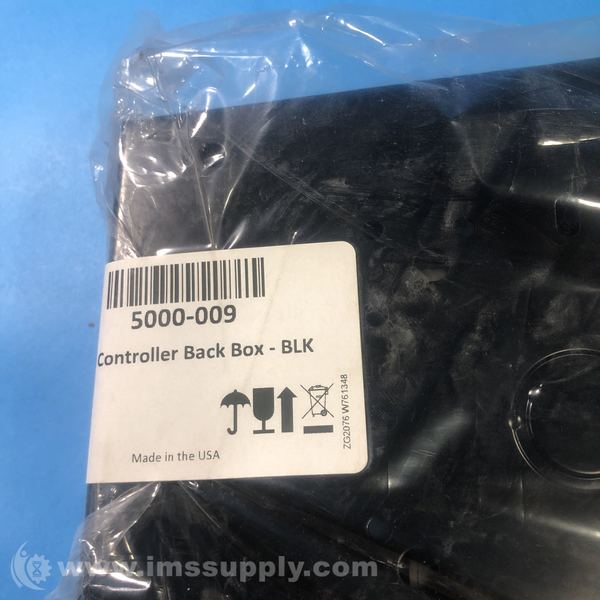 5000-009
Controller Back Box - BLK
ZG2076 W761348
Made in the USA
www.imssupply.com